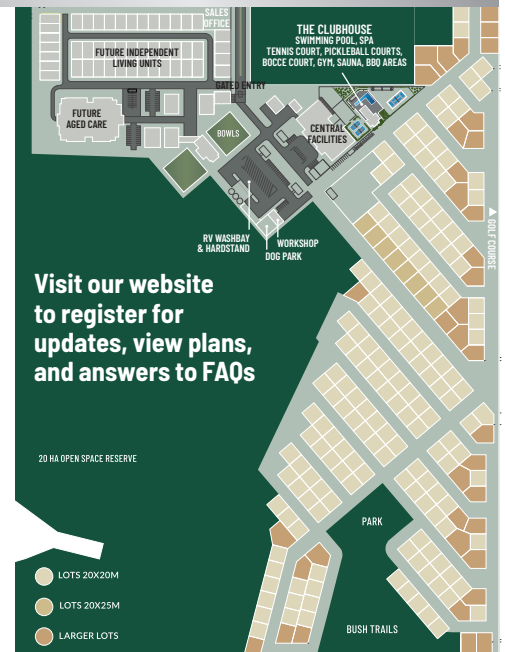 SALES
OFFICE
THE CLUBHOUSE
SWIMMING POOL, SPA
TENNIS COURT, PICKLEBALL COURTS,
BOCCE COURT, GYM, SAUNA, BBQ AREAS
FUTURE INDEPENDENT
LIVING UNITS
GATED ENTRY
FUTURE
AGED CARE
BOWLS
CENTRAL
FACILITIES
RV WASHBAY
& HARDSTAND
WORKSHOP
DOG PARK
GOLF COURSE
Visit our website
to register for
updates, view plans,
and answers to FAQs
20 HA OPEN SPACE RESERVE
PARK
LOTS 20X20M
LOTS 20X25M
LARGER LOTS
BUSH TRAILS